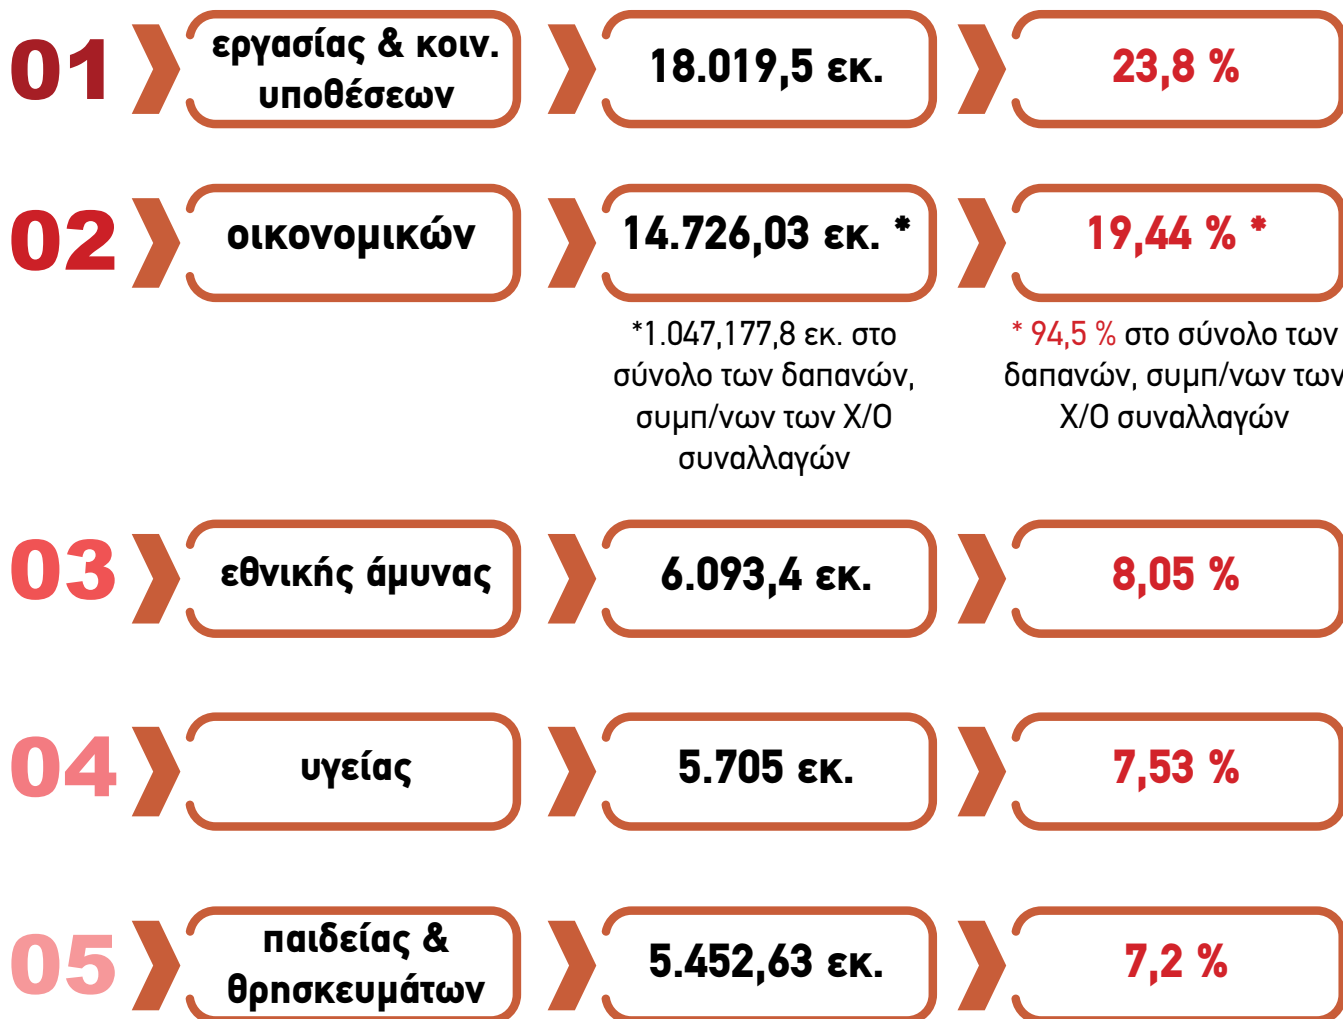 01
εργασίας & κοιν.
υποθέσεων
18.019,5 εκ.
23,8 %
02
οικονομικών
14.726,03 εκ. *
19,44 % *
*1.047,177,8 εκ. στο
σύνολο των δαπανών,
συμπ/νων των Χ/Ο
συναλλαγών
* 94,5 % στο σύνολο των
δαπανών, συμπ/νων των
Χ/Ο συναλλαγών
03
εθνικής άμυνας
6.093,4 εκ.
8,05 %
04
υγείας
5.705 εκ.
7,53 %
05
παιδείας &
θρησκευμάτων
5.452,63 εκ.
7,2 %